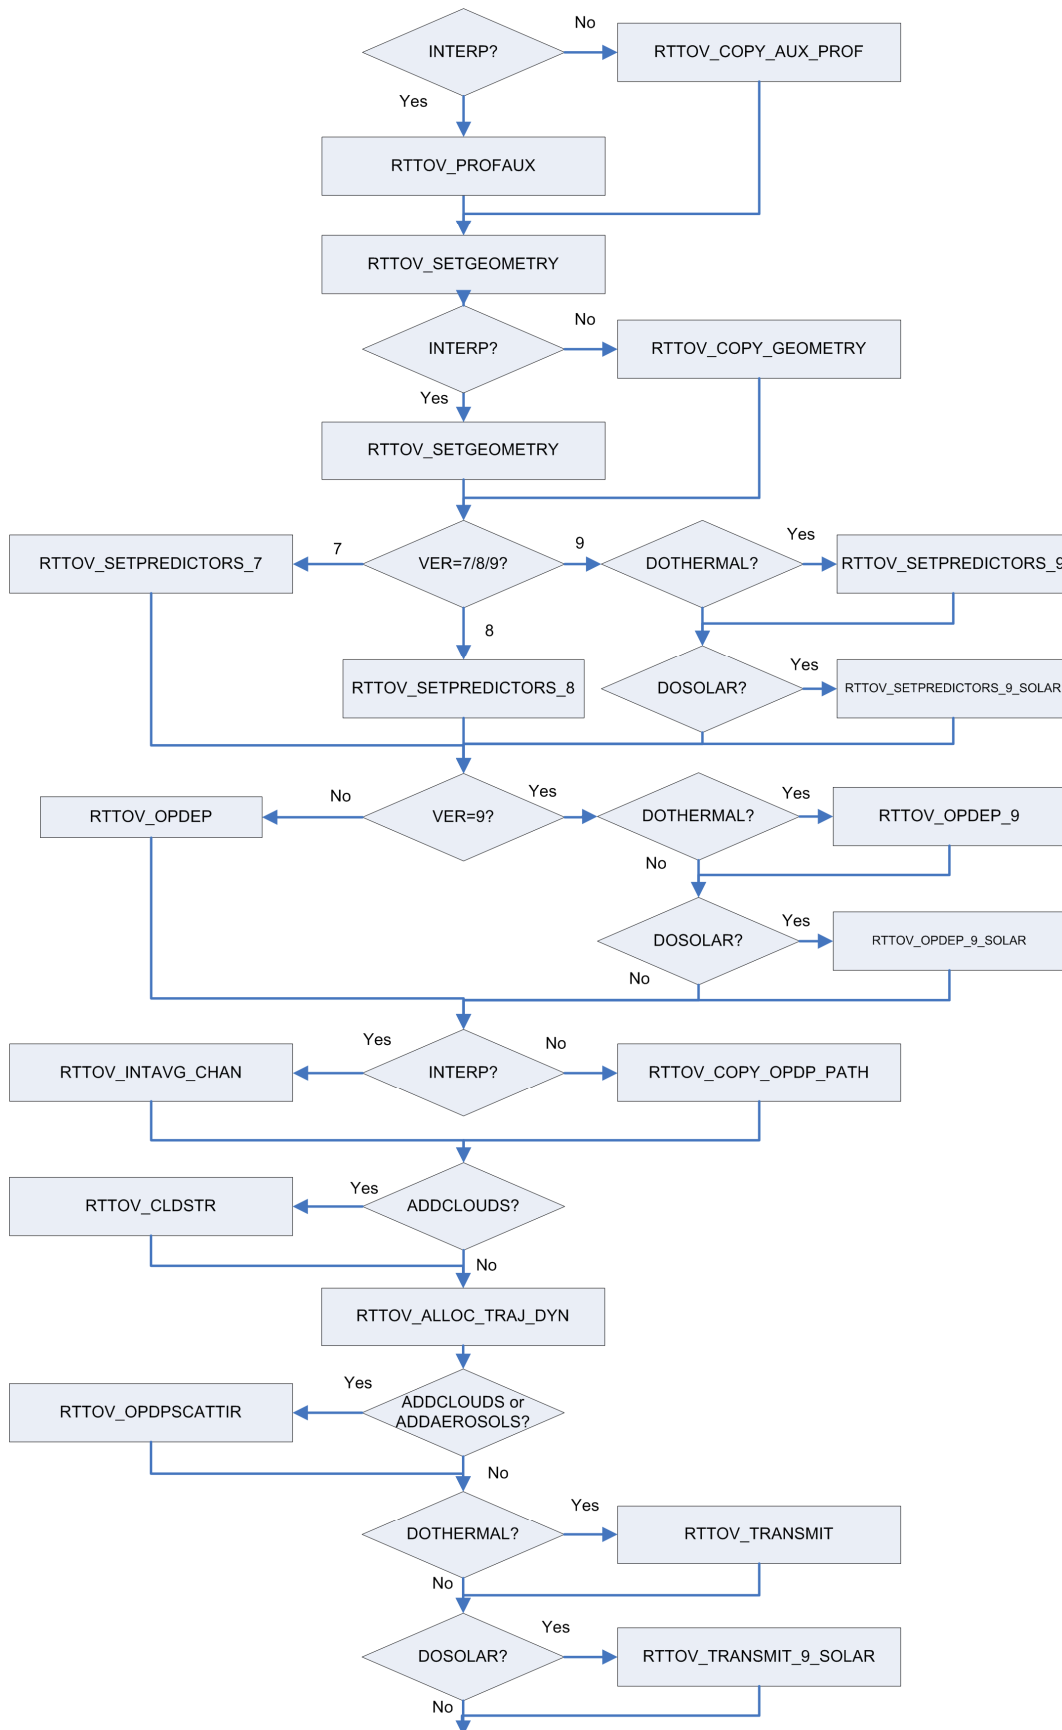 INTERP?
No
RTTOV_COPY_AUX_PROF
Yes
RTTOV_PROFAUX
RTTOV_SETGEOMETRY
INTERP?
No
RTTOV_COPY_GEOMETRY
Yes
RTTOV_SETGEOMETRY
RTTOV_SETPREDICTORS_7
7
VER=7/8/9?
9
DOTHERMAL?
Yes
RTTOV_SETPREDICTORS_9
8
RTTOV_SETPREDICTORS_8
DOSOLAR?
Yes
RTTOV_SETPREDICTORS_9_SOLAR
RTTOV_OPDEP
No
VER=9?
Yes
DOTHERMAL?
Yes
RTTOV_OPDEP_9
No
DOSOLAR?
Yes
RTTOV_OPDEP_9_SOLAR
No
RTTOV_INTAVG_CHAN
Yes
INTERP?
No
RTTOV_COPY_OPDP_PATH
RTTOV_CLDSTR
Yes
ADDCLOUDS?
No
RTTOV_ALLOC_TRAJ_DYN
RTTOV_OPDPSCATTIR
Yes
ADDCLOUDS or
ADDAEROSOLS?
No
DOTHERMAL?
Yes
RTTOV_TRANSMIT
No
DOSOLAR?
Yes
RTTOV_TRANSMIT_9_SOLAR
No